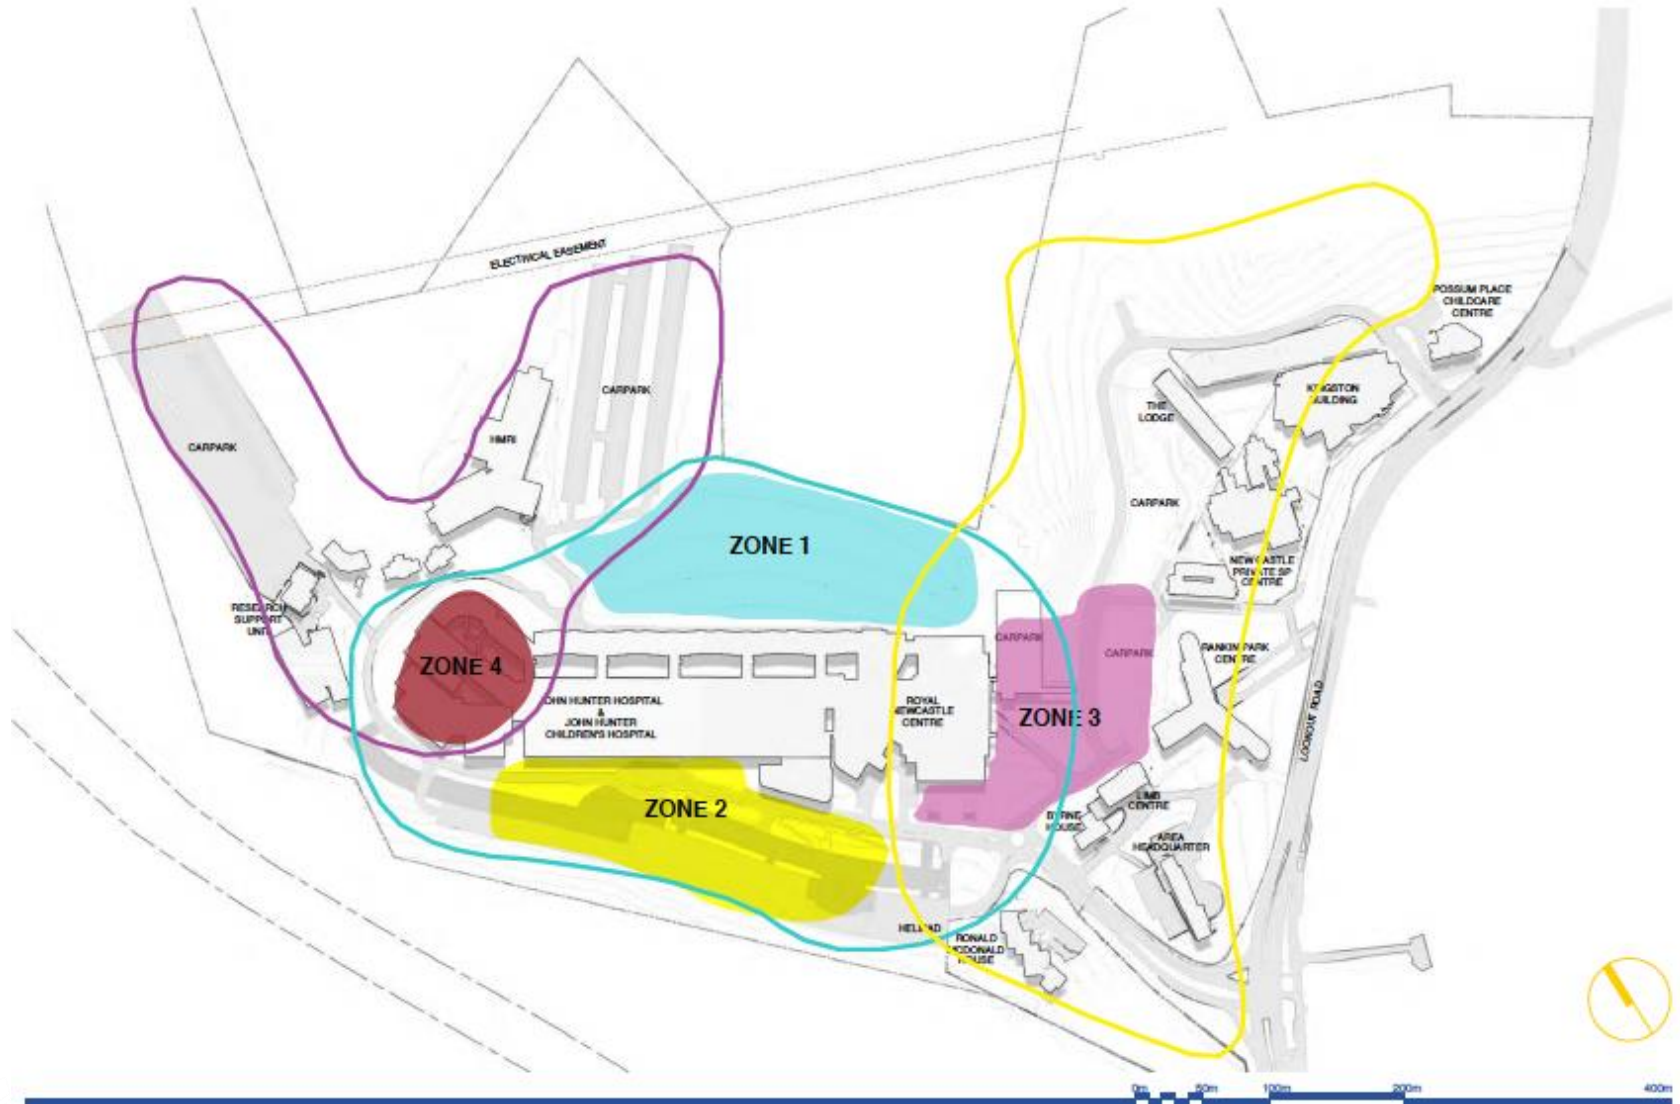 ELECTRICAL EASEMENT
POSSUM PLACE
CHILDCARE
CENTRE
CARPARK
KINGSTON
BUILDING
THE
LODGE
HMRI
CARPARK
CARPARK
ZONE 1
NEWCASTLE
PRIVATE SP
CENTRE
RESEARCH
SUPPORT
UNIT
CARPARK
CARPARK
RANKIN PARK
CENTRE
ZONE 4
JOHN HUNTER HOSPITAL
&
JOHN HUNTER
CHILDREN'S HOSPITAL
ROYAL
NEWCASTLE
CENTRE
ZONE 3
LOOKOUT ROAD
ZONE 2
LIMB
CENTRE
BYRNE
HOUSE
AREA
HEADQUARTER
HELIPAD
RONALD
MCDONALD
HOUSE
0m 50m 100m 200m 400m